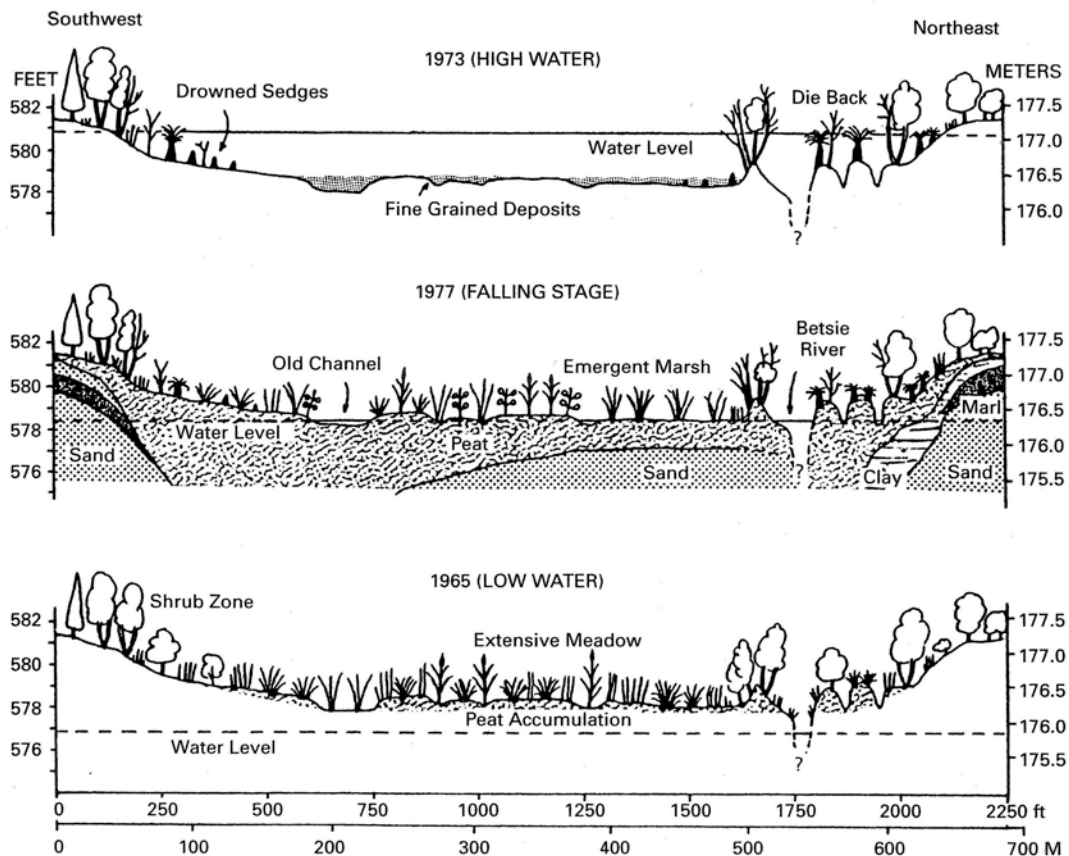 Southwest
Northeast
1973 (HIGH WATER)
FEET
METERS
Drowned Sedges
Die Back
582
177.5
Water Level
177.0
580
176.5
578
Fine Grained Deposits
176.0
?
1977 (FALLING STAGE)
582
177.5
Old Channel
Emergent Marsh
Betsie
River
580
177.0
Marl
176.5
578
Water Level
Peat
176.0
Sand
Sand
?
Clay
Sand
576
175.5
1965 (LOW WATER)
582
Shrub Zone
177.5
Extensive Meadow
580
177.0
176.5
578
Peat Accumulation
176.0
Water Level
576
?
175.5
0 250 500 750 1000 1250 1500 1750 2000 2250 ft
0 100 200 300 400 500 600 700 M